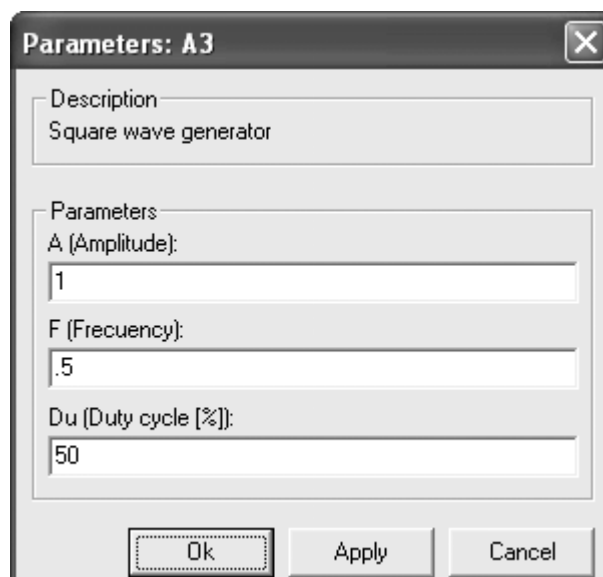 Parameters: A3
Description
Square wave generator
Parameters
A (Amplitude):
1
F (Frecuency):
.5
Du (Duty cycle [%]):
50
Ok Apply Cancel